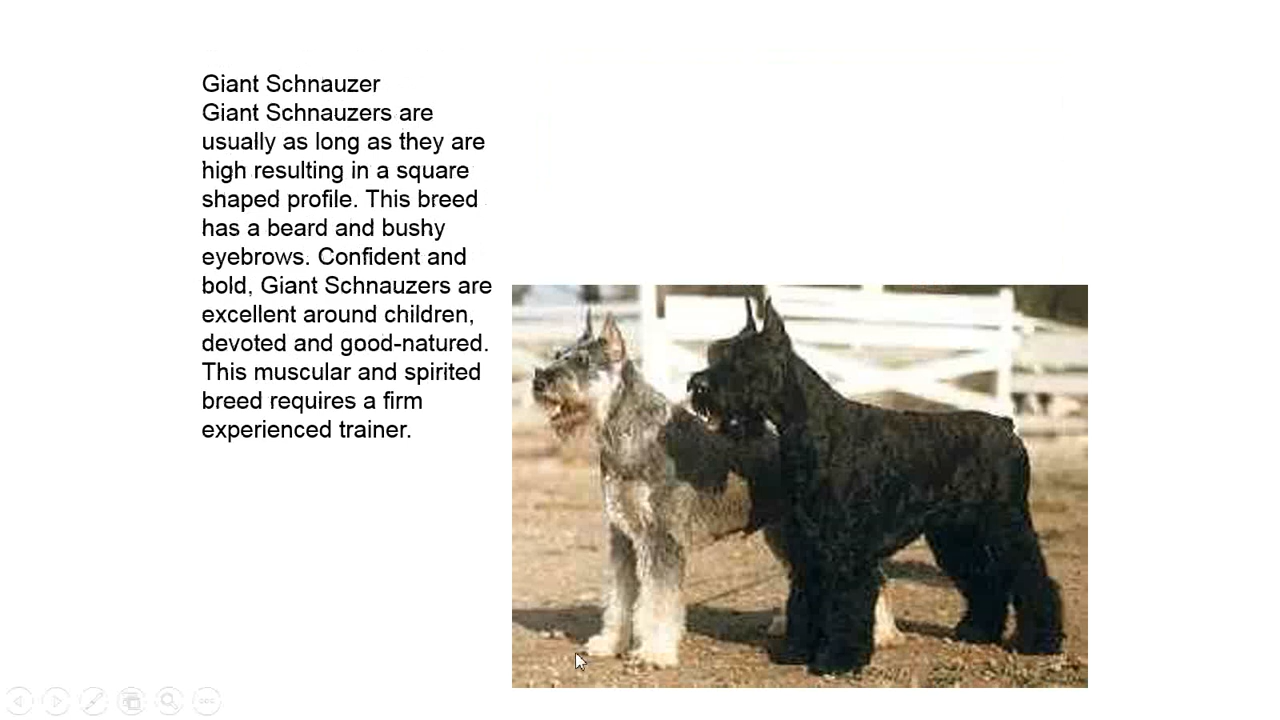 Giant Schnauzer
Giant Schnauzers are
usually as long as they are
high resulting in a square
shaped profile. This breed
has a beard and bushy
eyebrows. Confident and
bold, Giant Schnauzers are
excellent around children,
devoted and good-natured.
This muscular and spirited
breed requires a firm
experienced trainer.